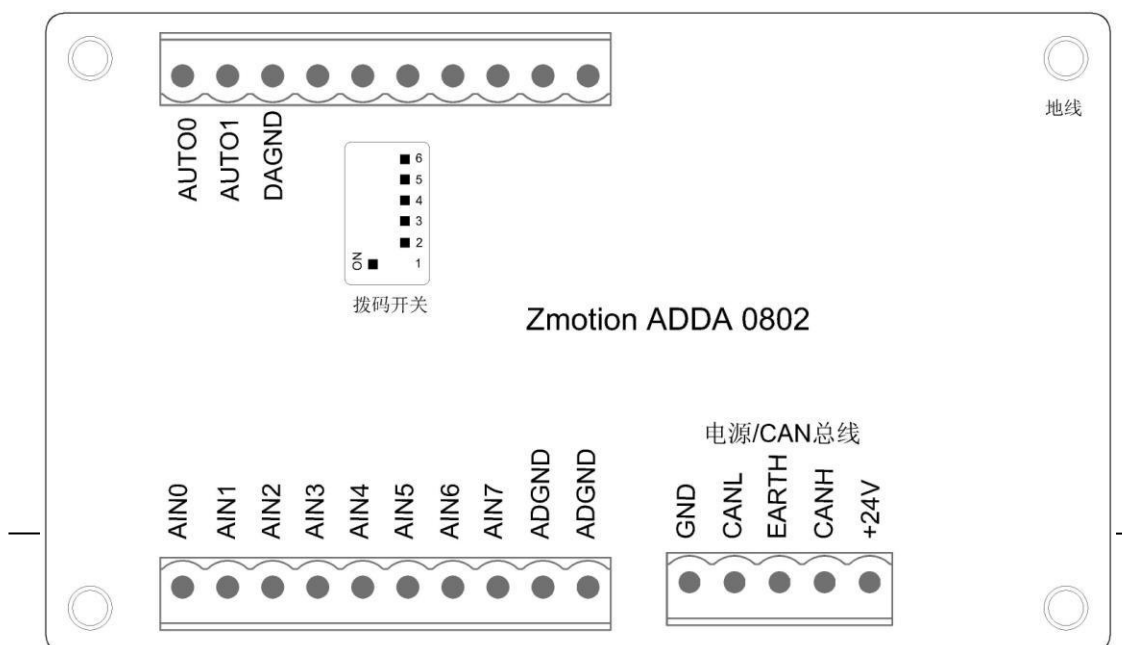 AUTO0
AUTO1
DAGND
地线
6
5
4
3
2
ON
1
拨码开关
Zmotion ADDA 0802
电源/CAN总线
AIN0
AIN1
AIN2
AIN3
AIN4
AIN5
AIN6
AIN7
ADGND
ADGND
GND
CANL
EARTH
CANH
+24V